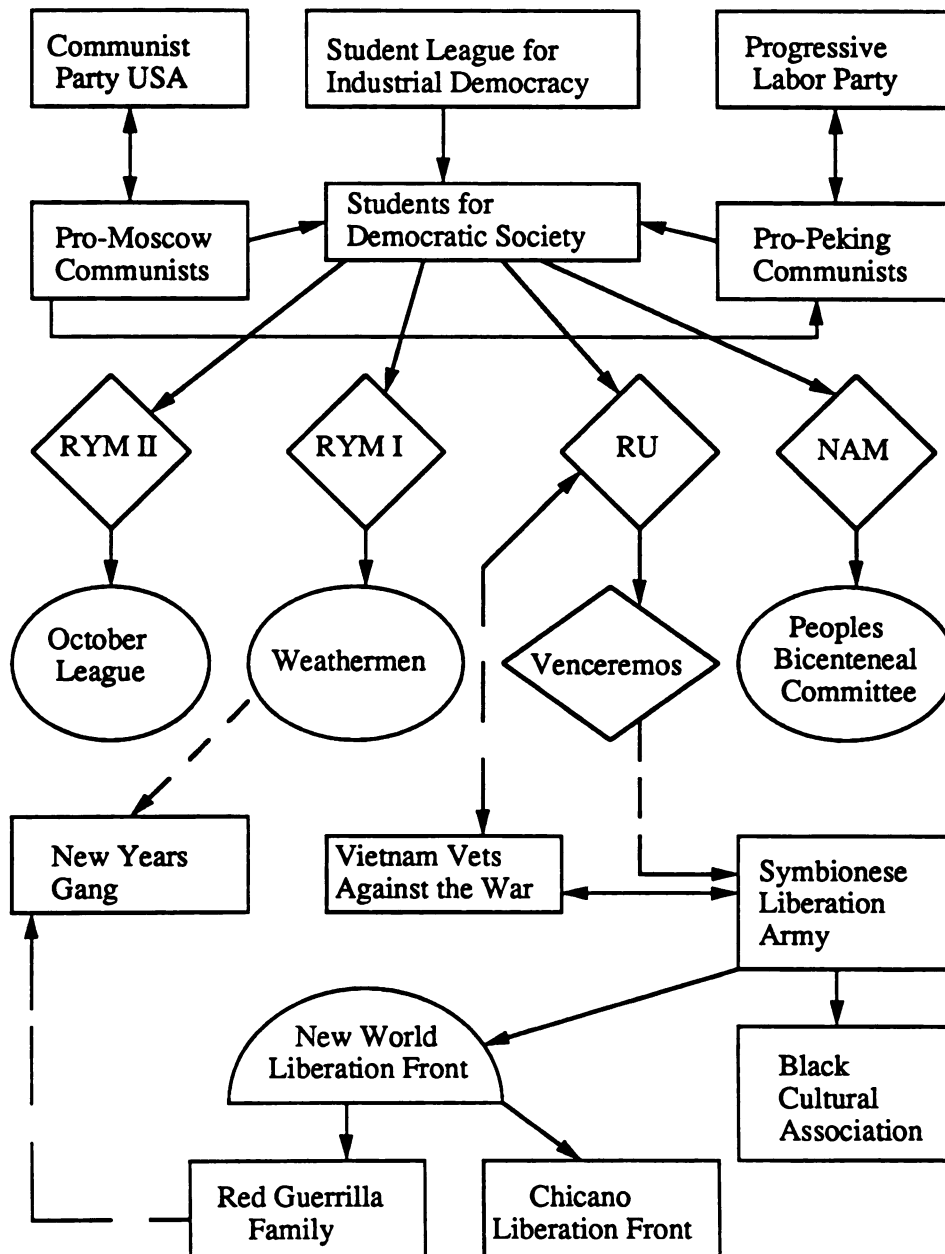 Communist
Party USA
Student League for
Industrial Democracy
Progressive
Labor Party
Pro-Moscow
Communists
Students for
Democratic Society
Pro-Peking
Communists
RYM II
RYM I
RU
NAM
October
League
Weathermen
Venceremos
Peoples
Bicenteneal
Committee
New Years
Gang
Vietnam Vets
Against the War
Symbionese
Liberation
Army
New World
Liberation Front
Black
Cultural
Association
Red Guerrilla
Family
Chicano
Liberation Front